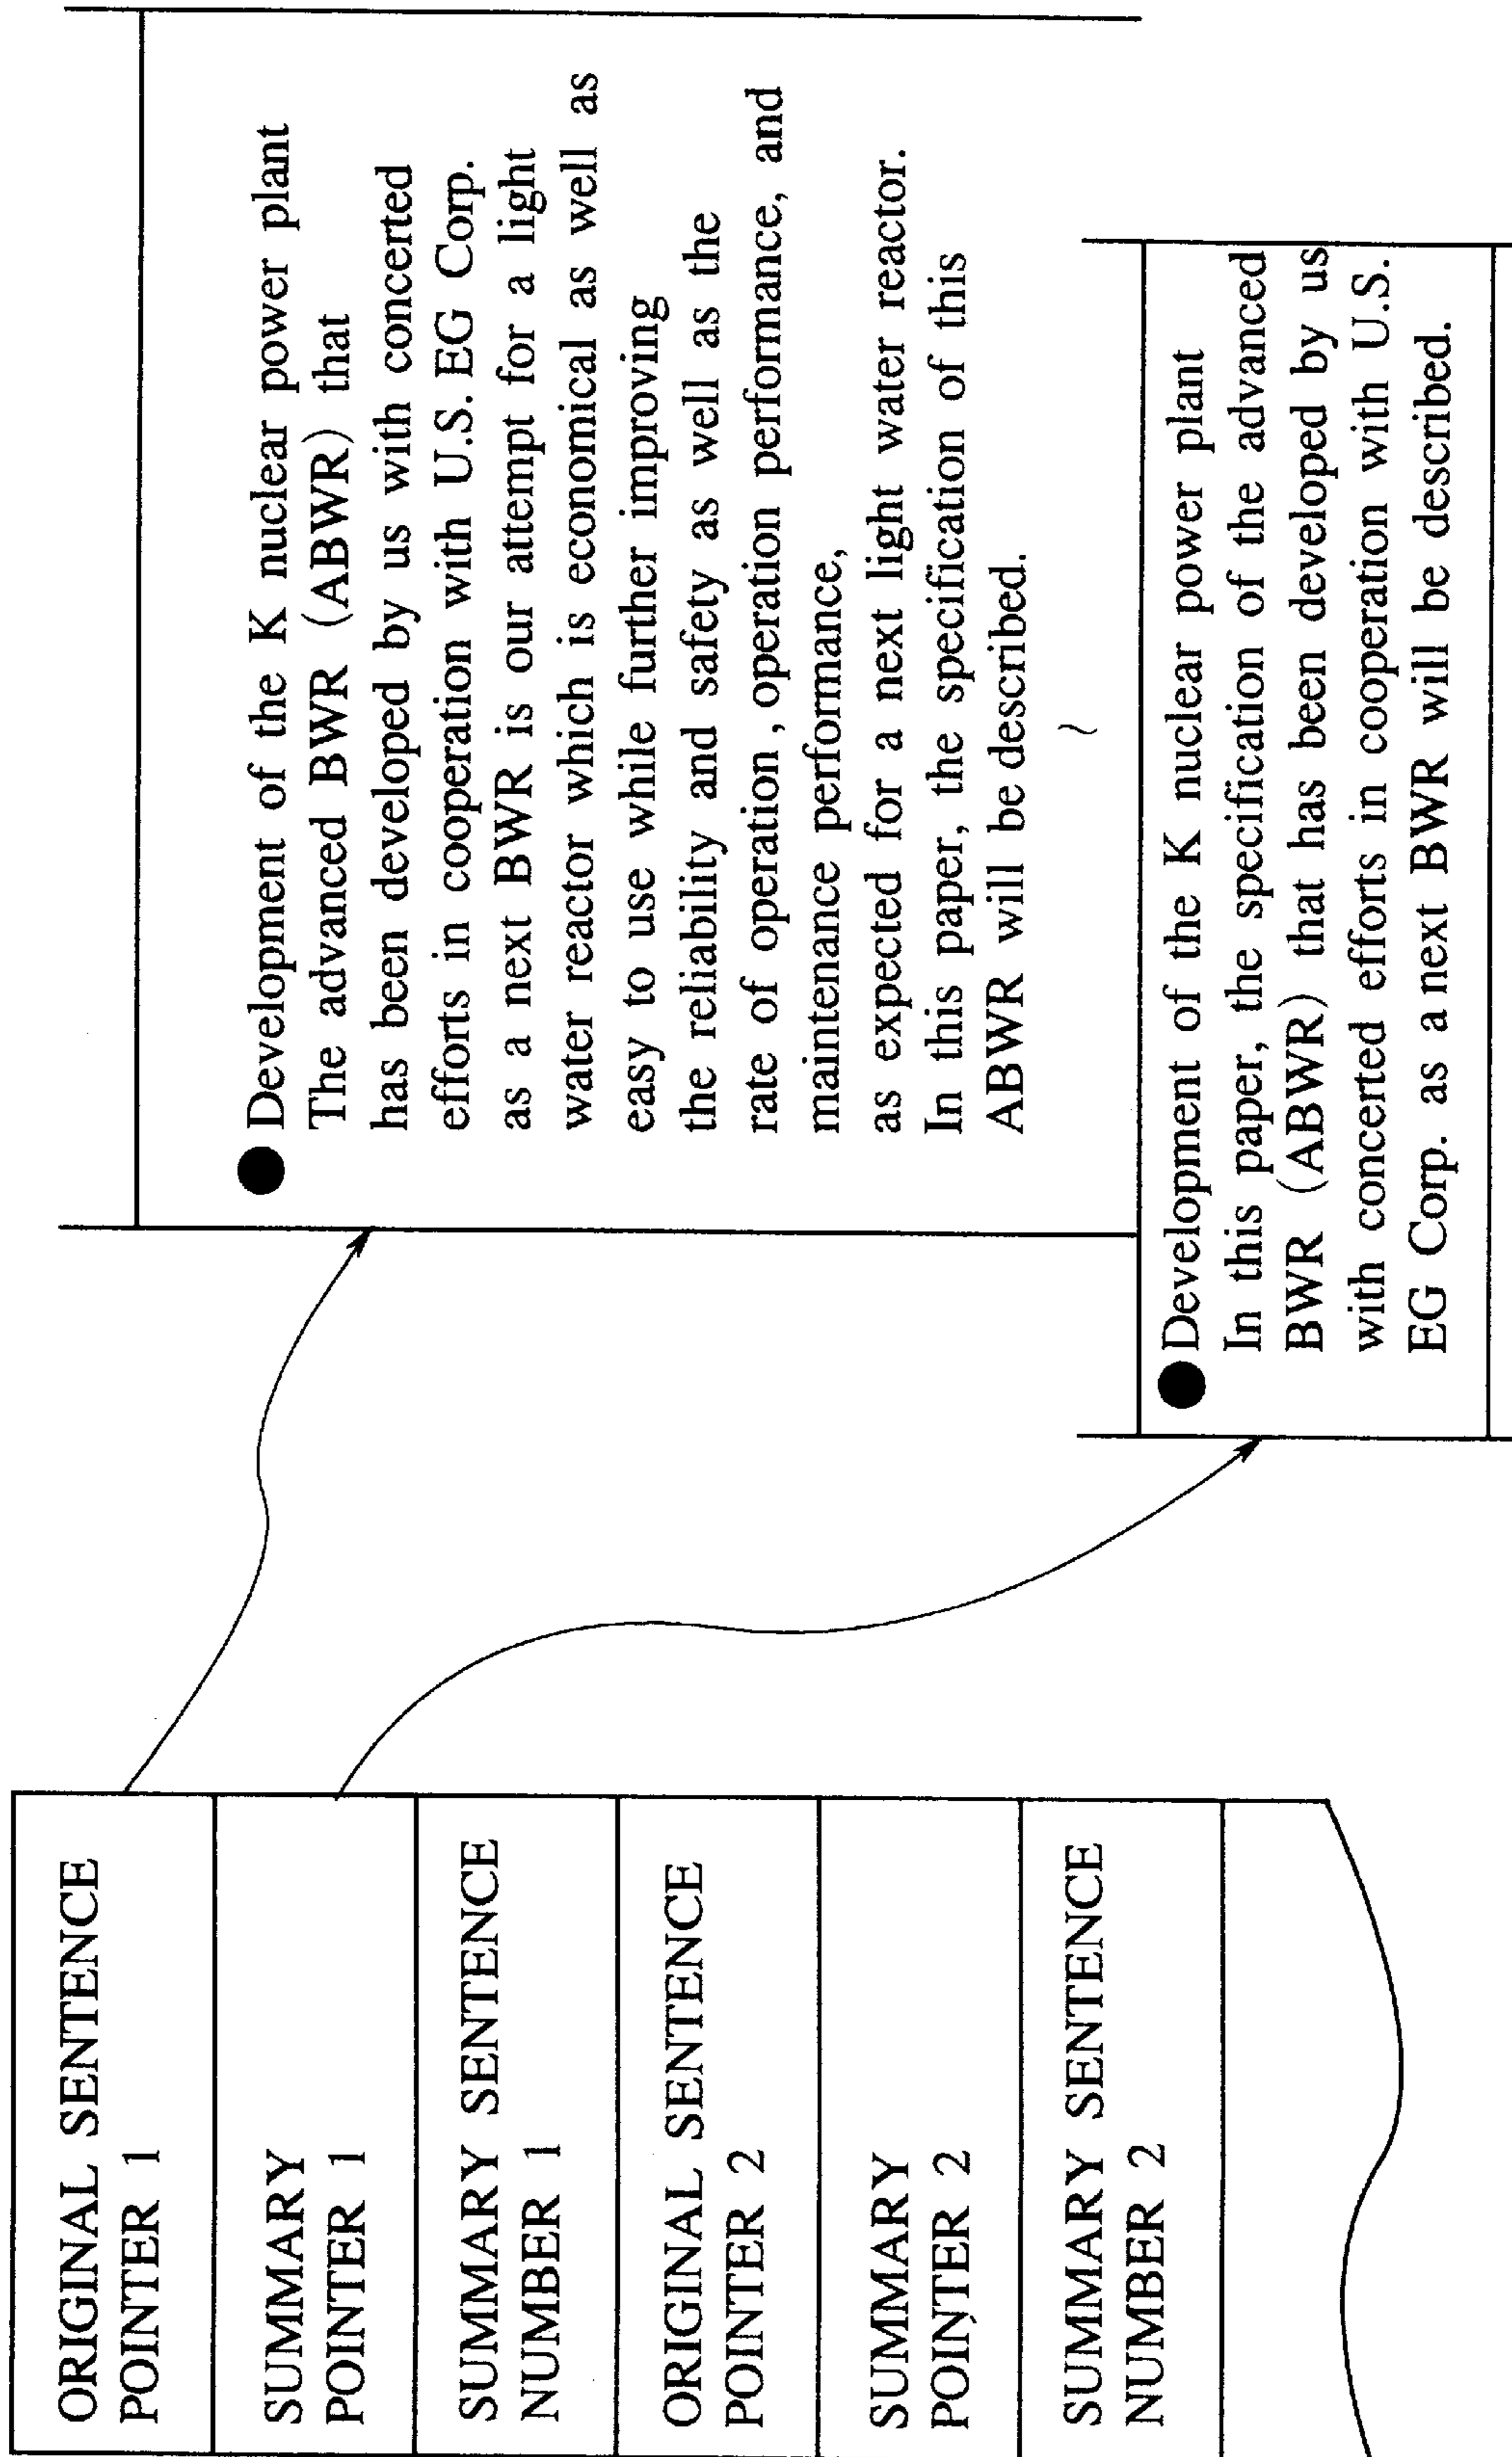 ORIGINAL SENTENCE
POINTER 1
SUMMARY
POINTER 1
SUMMARY SENTENCE
NUMBER 1
ORIGINAL SENTENCE
POINTER 2
SUMMARY
POINTER 2
SUMMARY SENTENCE
NUMBER 2
●Development of the K nuclear power plant
The advanced BWR (ABWR) that
has been developed by us with concerted
efforts in cooperation with U.S. EG Corp.
as a next BWR is our attempt for a light
water reactor which is economical as well as
easy to use while further improving
the reliability and safety as well as the
rate of operation , operation performance, and
maintenance performance,
as expected for a next light water reactor.
In this paper, the specification of this
ABWR will be described.
~
●Development of the K nuclear power plant
In this paper, the specification of the advanced
BWR (ABWR) that has been developed by us
with concerted efforts in cooperation with U.S.
EG Corp. as a next BWR will be described.